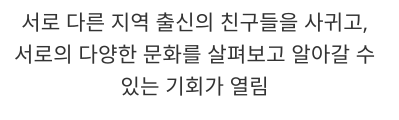 서로 다른 지역 출신의 친구들을 사귀고,
서로의 다양한 문화를 살펴보고 알아갈 수
있는 기회가 열림